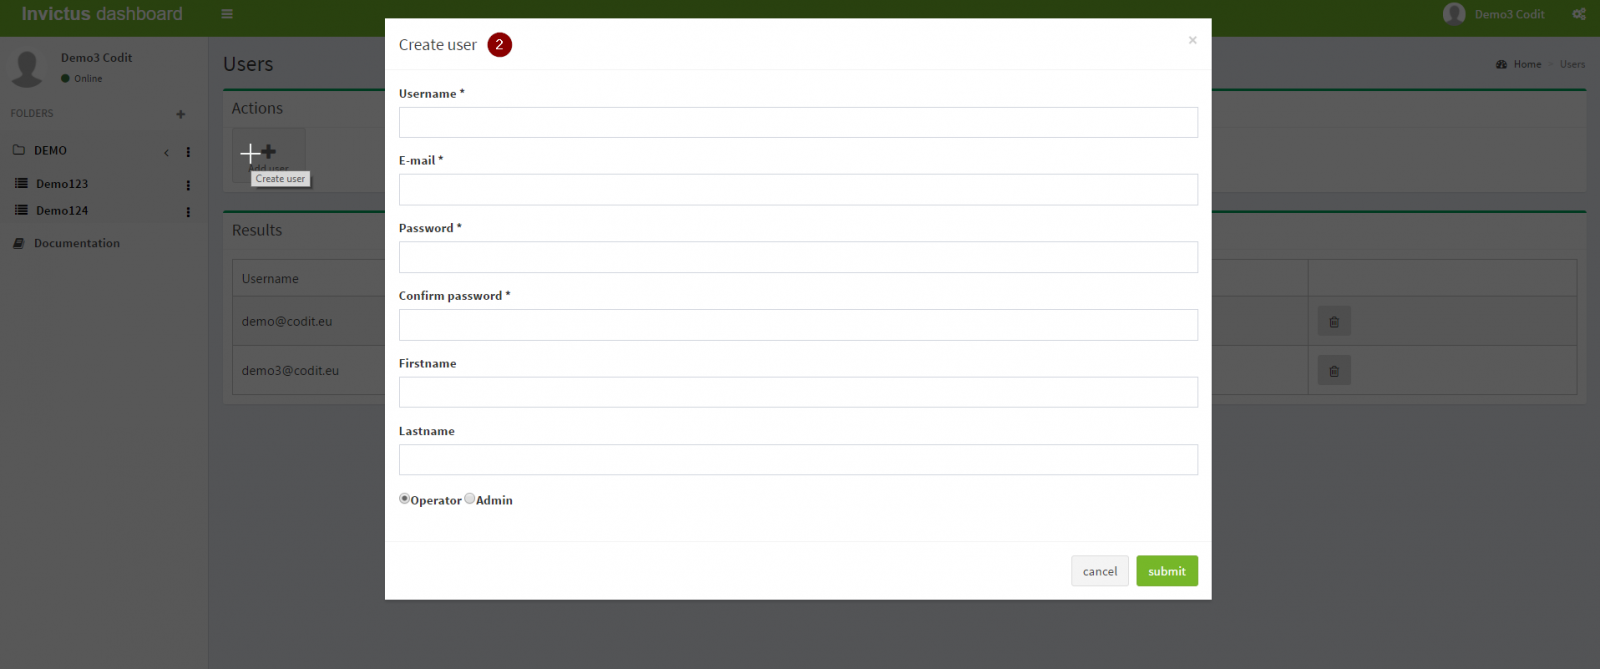 Invictus dashboard
Demo3 Codit
Demo3 Codit
Online
FOLDERS
DEMO
Demo123
Demo124
Documentation
Users
Home
Users
Actions
Add user
Create user
Results
Username
demo@codit.eu
demo3@codit.eu
Create user 2
×
Username *
E-mail *
Password *
Confirm password *
Firstname
Lastname
Operator Admin
cancel submit